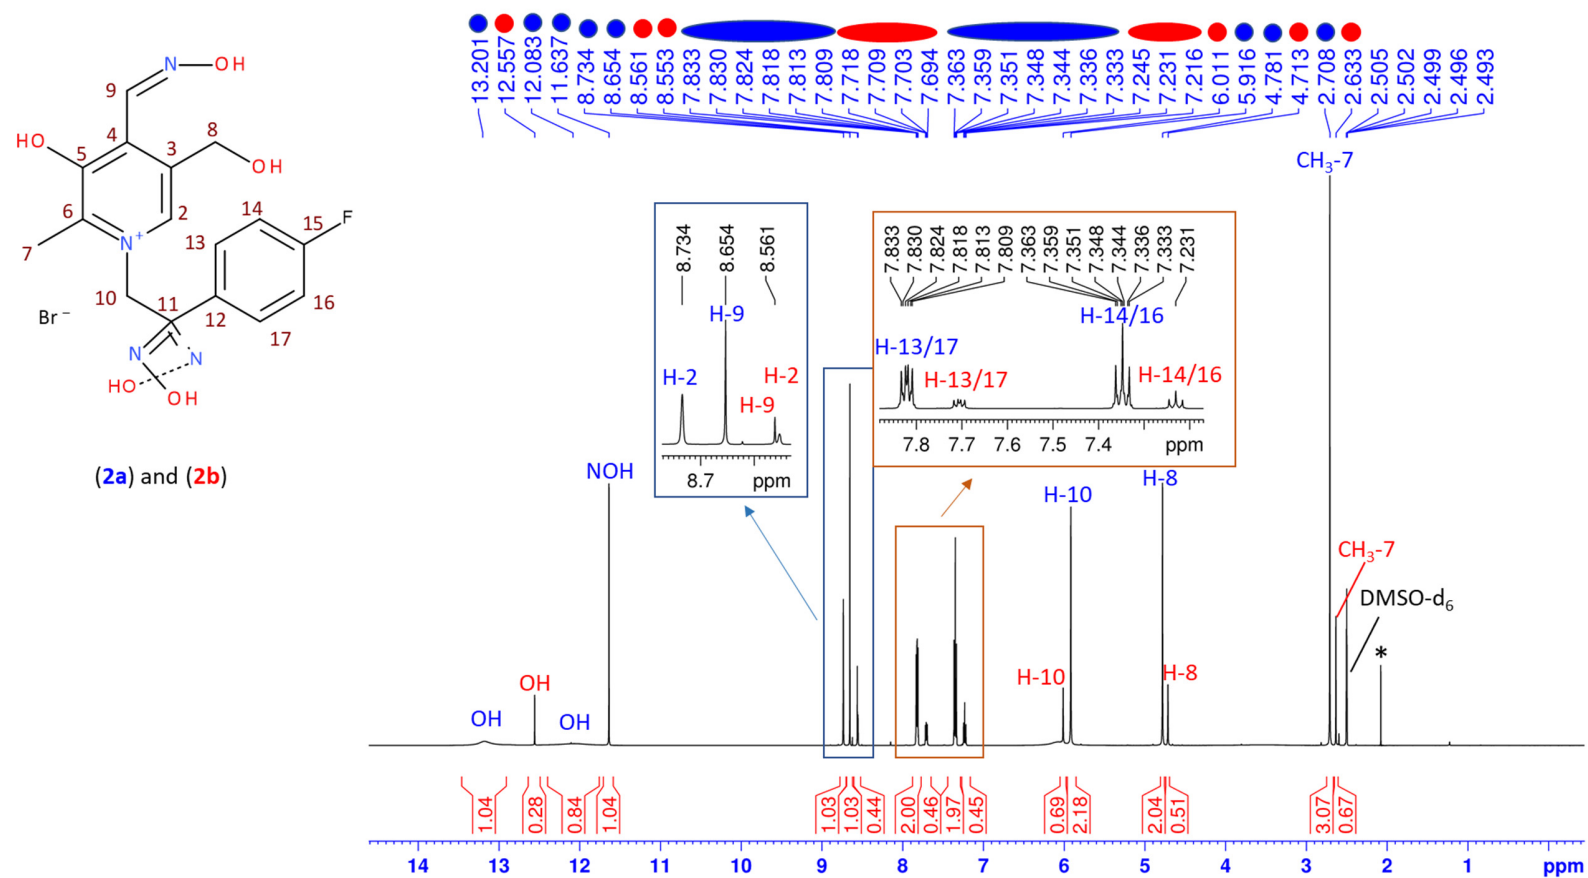 13.201
12.557
12.083
11.637
8.734
8.654
8.561
8.553
7.833
7.830
7.824
7.818
7.813
7.809
7.718
7.709
7.703
7.694
7.363
7.359
7.351
7.348
7.344
7.336
7.333
7.245
7.231
7.216
6.0111
5.916
4.781
4.713
2.708
2.633
2.505
2.502
2.499
2.496
2.493
N OH
9
HO 5 4 3 8
OH
6 2
7 N+
14 15 F
13
10 11
12 16
17
Br⁻
N N
HO
OH
(2a) and (2b)
CH₃-7
8.734
8.654
8.561
H-9
H-2
H-2
H-9
8.7 ppm
7.833
7.830
7.824
7.818
7.813
7.809
7.363
7.359
7.351
7.348
7.344
7.336
7.333
7.231
H-14/16
H-13/17
H-13/17
H-14/16
7.8 7.7 7.6 7.5 7.4 ppm
NOH
H-10
H-8
CH₃-7
DMSO-d₆
*
H-10
H-8
OH
OH
OH
1.04
0.28
0.84
1.04
1.03
1.03
0.44
2.00
0.46
1.97
0.45
0.69
2.18
2.04
0.51
3.07
0.67
14 13 12 11 10 9 8 7 6 5 4 3 2 1 ppm